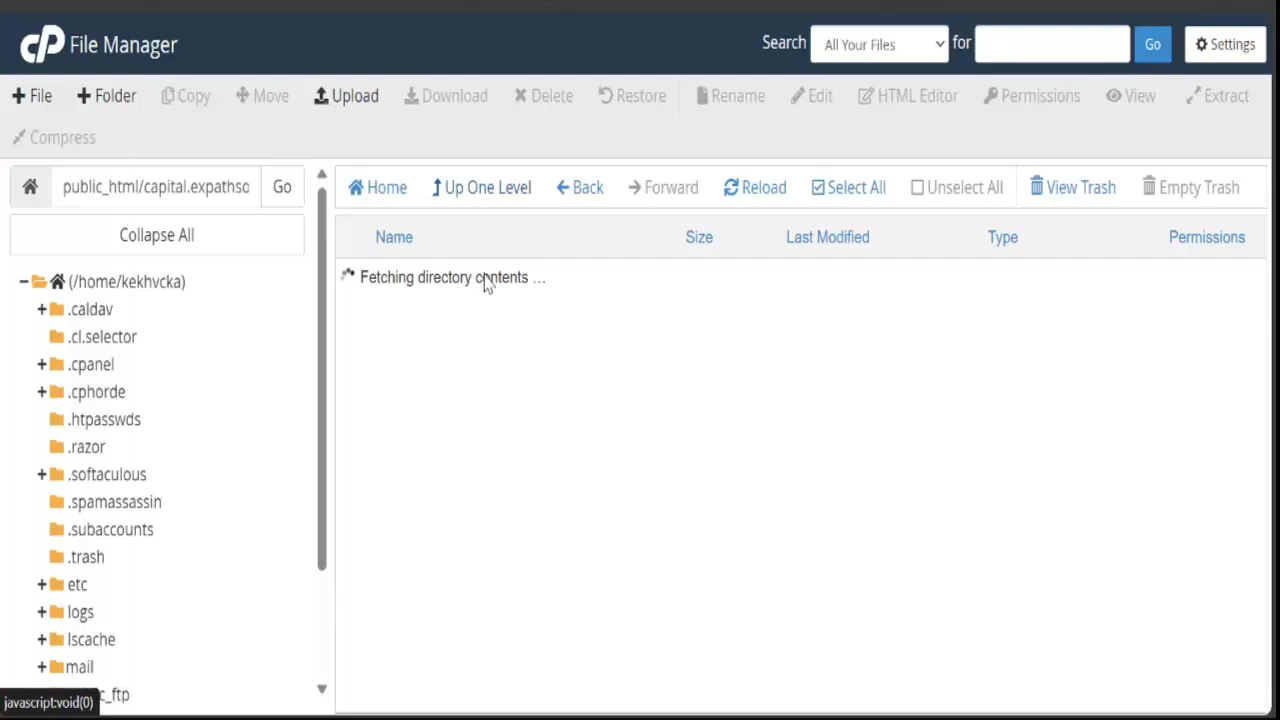 cP File Manager
Search All Your Files for Go Settings
File Folder Copy Move Upload Download Delete Restore Rename Edit HTML Editor Permissions View Extract
Compress
public_html/capital.expathso Go
Home Up One Level Back Forward Reload Select All Unselect All View Trash Empty Trash
Collapse All
Name Size Last Modified Type Permissions
Fetching directory contents ...
(/home/kekhvcka)
.caldav
.cl.selector
.cpanel
.cphorde
.htpasswds
.razor
.softaculous
.spamassassin
.subaccounts
.trash
etc
logs
lscache
mail
c_ftp
javascript:void(0)